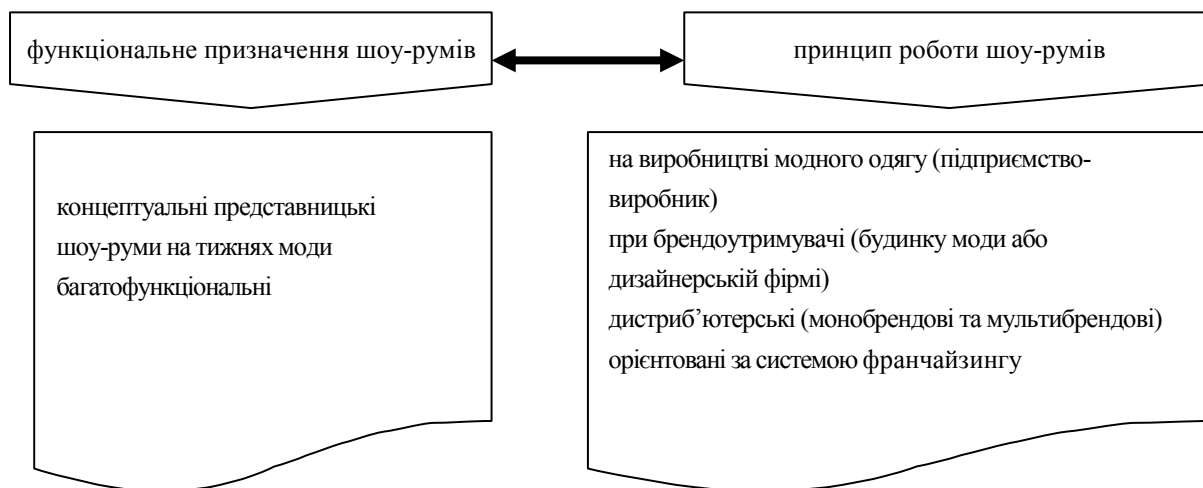 функціональне призначення шоу-румів
принцип роботи шоу-румів
концептуальні представницькі
шоу-руми на тижнях моди
багатофункціональні
на виробництві модного одягу (підприємство-
виробник)
при брендоутримувачі (будинку моди або
дизайнерській фірмі)
дистриб’ютерські (монобрендові та мультибрендові)
орієнтовані за системою франчайзингу